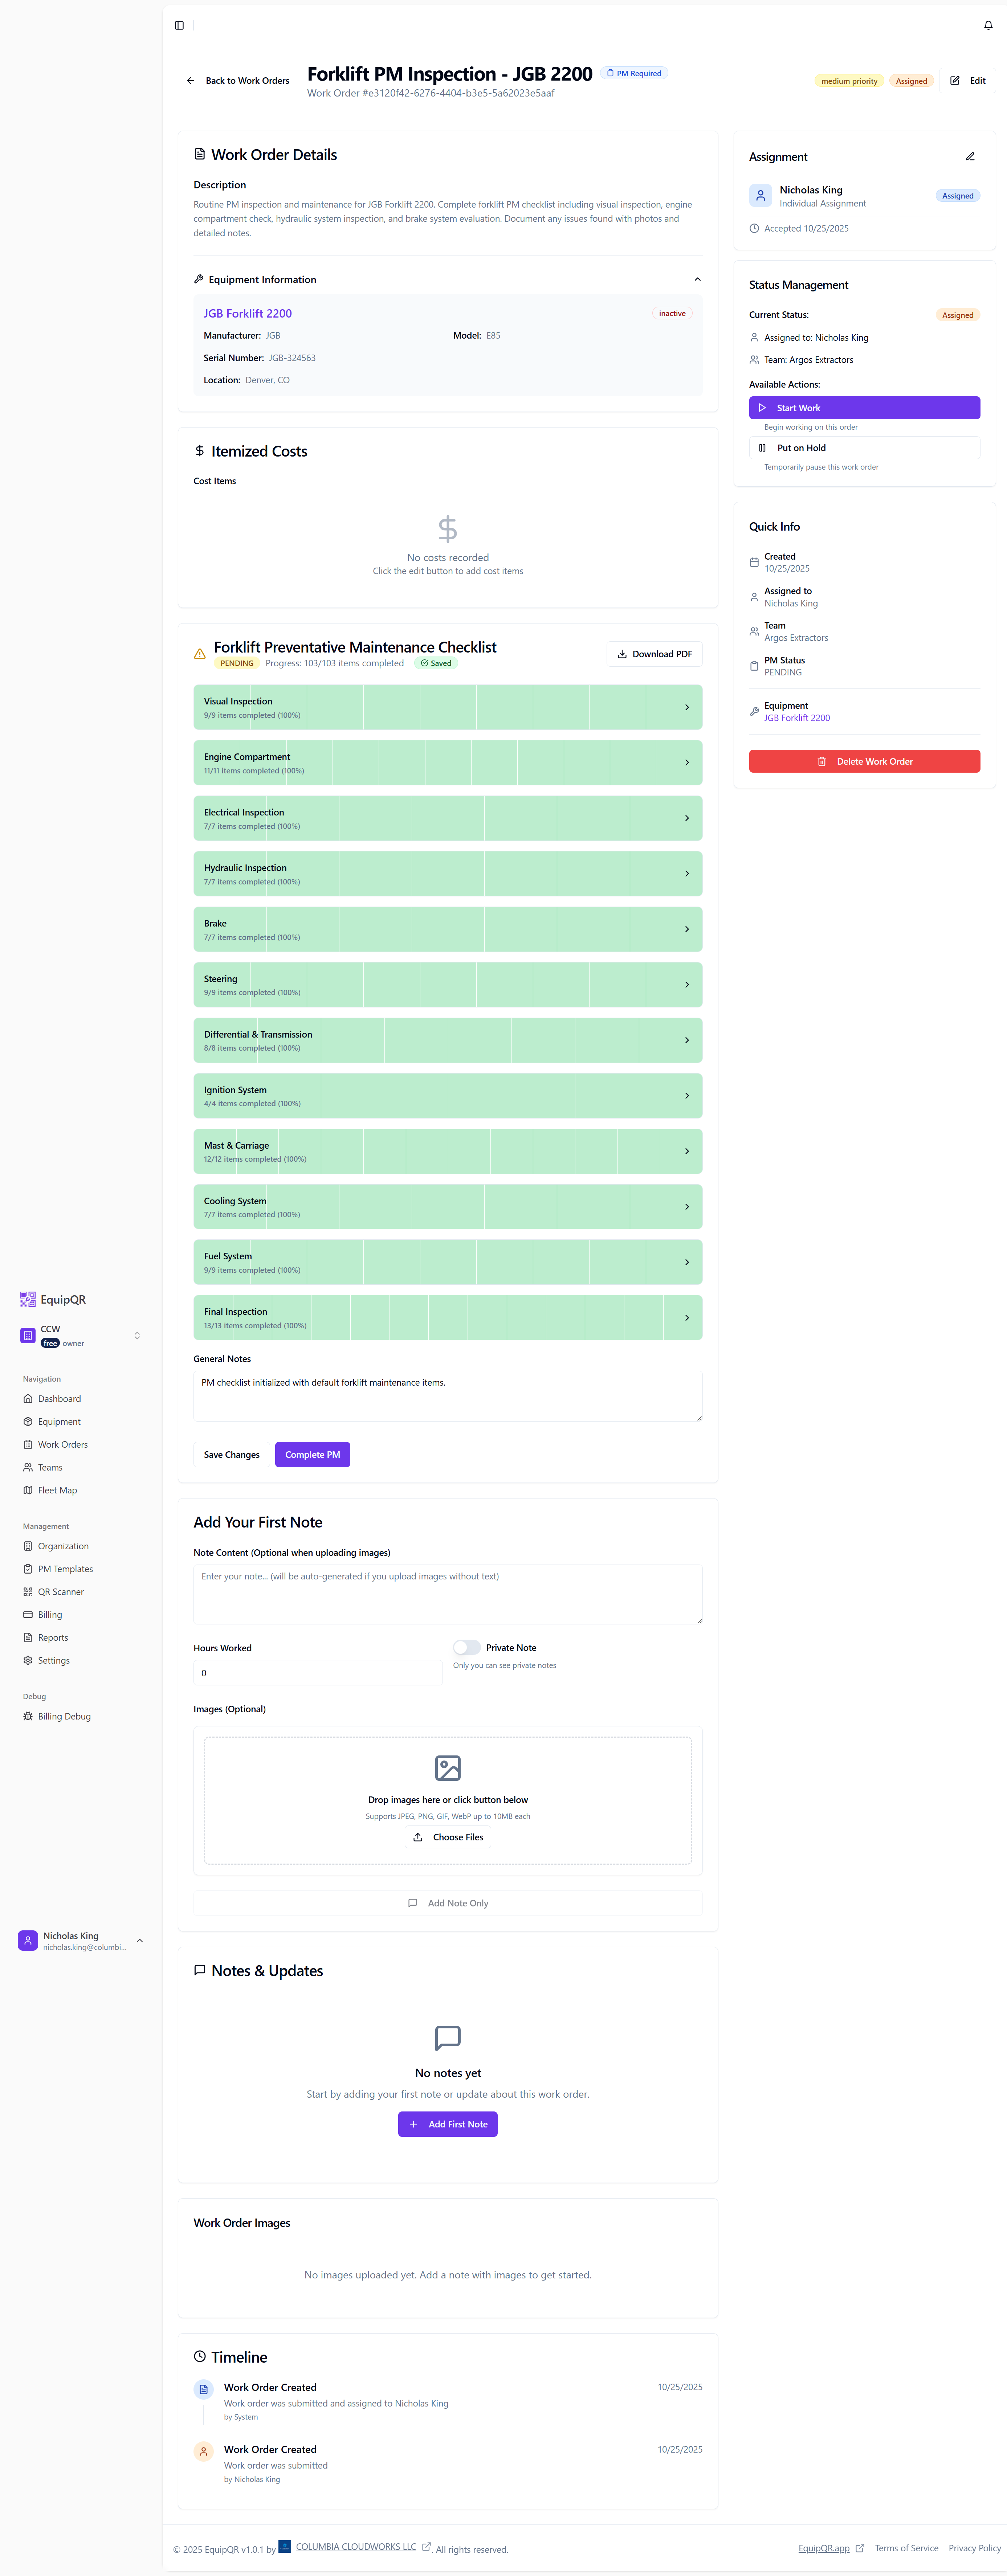 Back to Work Orders
Forklift PM Inspection - JGB 2200
PM Required
Work Order #e3120f42-6276-4404-b3e5-5a62023e5aaf
medium priority
Assigned
Edit
Work Order Details
Description
Routine PM inspection and maintenance for JGB Forklift 2200. Complete forklift PM checklist including visual inspection, engine
compartment check, hydraulic system inspection, and brake system evaluation. Document any issues found with photos and
detailed notes.
Equipment Information
JGB Forklift 2200
inactive
Manufacturer: JGB
Model: E85
Serial Number: JGB-324563
Location: Denver, CO
Itemized Costs
Cost Items
No costs recorded
Click the edit button to add cost items
Forklift Preventative Maintenance Checklist
PENDING
Progress: 103/103 items completed
Saved
Download PDF
Visual Inspection
9/9 items completed (100%)
Engine Compartment
11/11 items completed (100%)
Electrical Inspection
7/7 items completed (100%)
Hydraulic Inspection
7/7 items completed (100%)
Brake
7/7 items completed (100%)
Steering
9/9 items completed (100%)
Differential & Transmission
8/8 items completed (100%)
Ignition System
4/4 items completed (100%)
Mast & Carriage
12/12 items completed (100%)
Cooling System
7/7 items completed (100%)
Fuel System
9/9 items completed (100%)
Final Inspection
13/13 items completed (100%)
General Notes
PM checklist initialized with default forklift maintenance items.
Save Changes
Complete PM
Add Your First Note
Note Content (Optional when uploading images)
Enter your note... (will be auto-generated if you upload images without text)
Hours Worked
0
Private Note
Only you can see private notes
Images (Optional)
Drop images here or click button below
Supports JPEG, PNG, GIF, WebP up to 10MB each
Choose Files
Add Note Only
Notes & Updates
No notes yet
Start by adding your first note or update about this work order.
Add First Note
Work Order Images
No images uploaded yet. Add a note with images to get started.
Timeline
Work Order Created
10/25/2025
Work order was submitted and assigned to Nicholas King
by System
Work Order Created
10/25/2025
Work order was submitted
by Nicholas King
Assignment
Nicholas King
Individual Assignment
Assigned
Accepted 10/25/2025
Status Management
Current Status:
Assigned
Assigned to: Nicholas King
Team: Argos Extractors
Available Actions:
Start Work
Begin working on this order
Put on Hold
Temporarily pause this work order
Quick Info
Created
10/25/2025
Assigned to
Nicholas King
Team
Argos Extractors
PM Status
PENDING
Equipment
JGB Forklift 2200
Delete Work Order
EquipQR
CCW
free owner
Navigation
Dashboard
Equipment
Work Orders
Teams
Fleet Map
Management
Organization
PM Templates
QR Scanner
Billing
Reports
Settings
Debug
Billing Debug
Nicholas King
nicholas.king@columbi...
© 2025 EquipQR v1.0.1 by COLUMBIA CLOUDWORKS LLC. All rights reserved.
EquipQR.app
Terms of Service
Privacy Policy